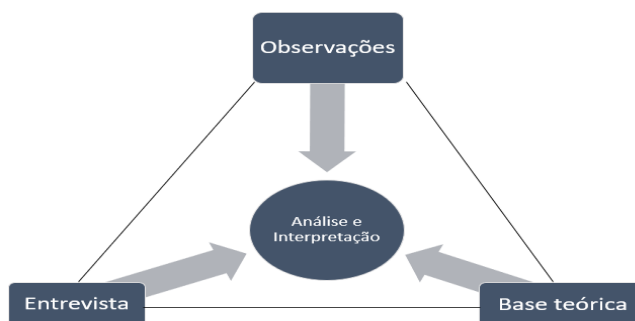 Observações
Análise e
Interpretação
Entrevista
Base teórica